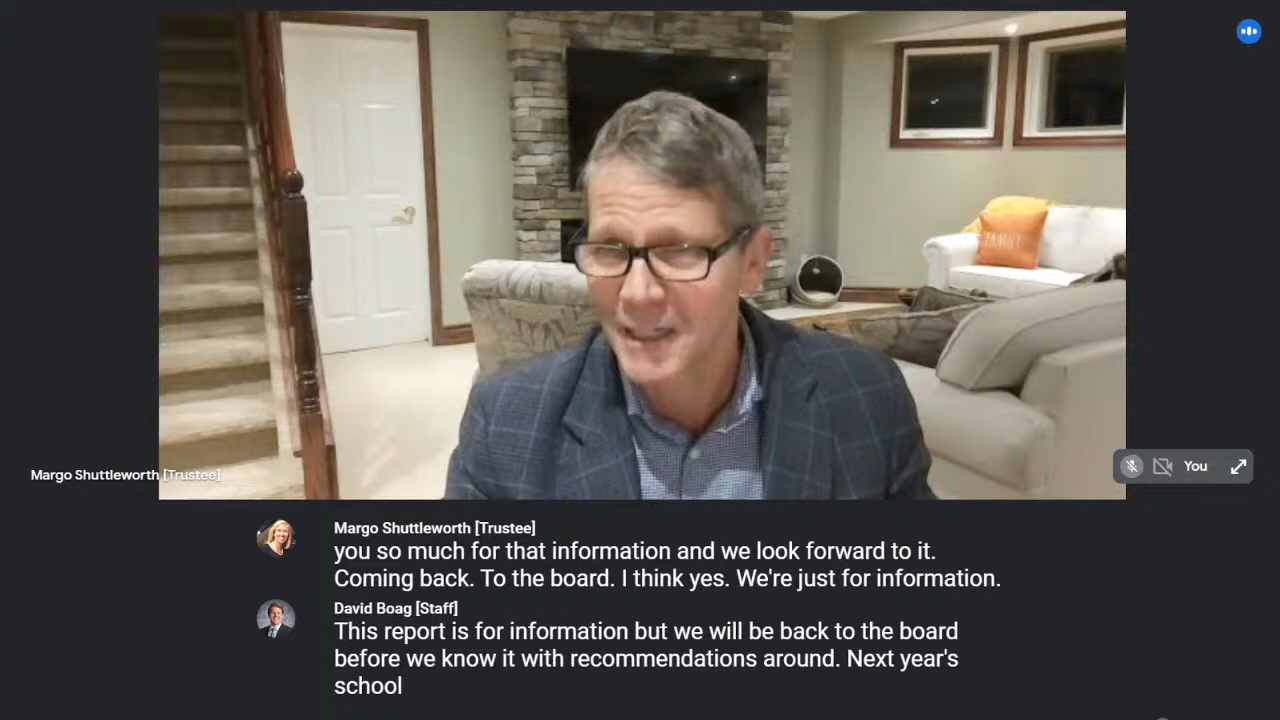 FAMILY
Margo Shuttleworth [Trustee]
You
Margo Shuttleworth [Trustee]
you so much for that information and we look forward to it.
Coming back. To the board. I think yes. We're just for information.
David Boag [Staff]
This report is for information but we will be back to the board
before we know it with recommendations around. Next year's
school